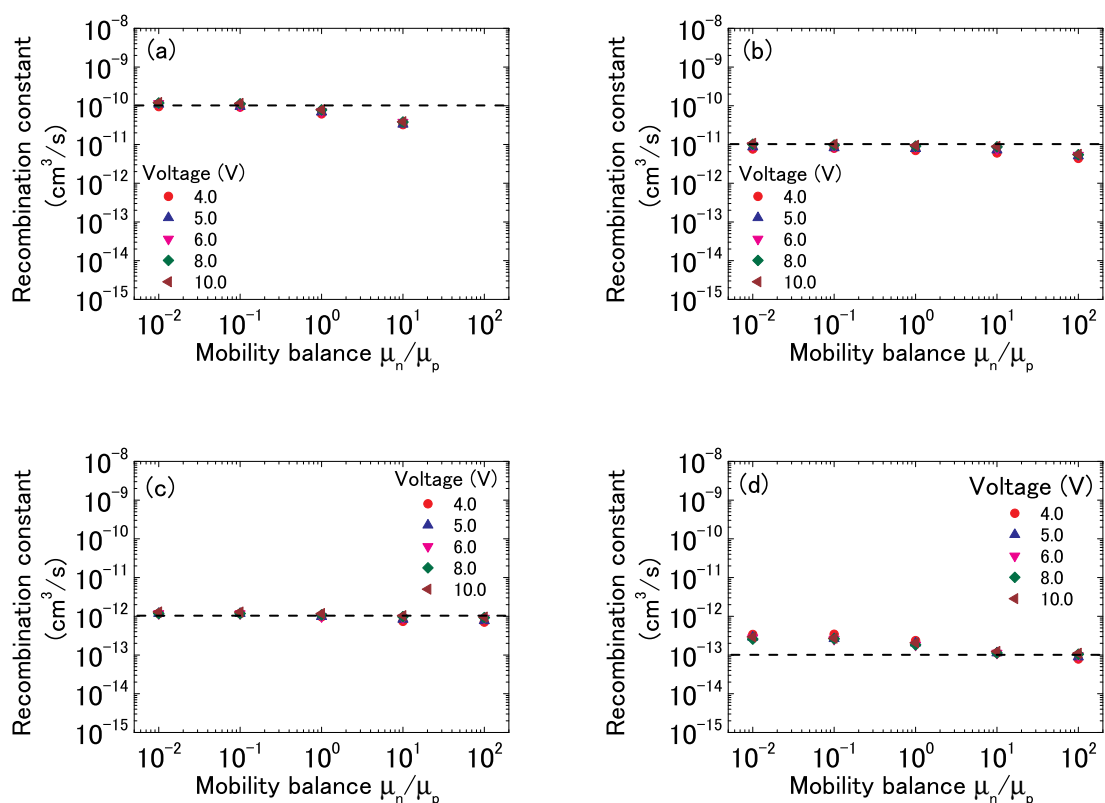 (a)
Recombination constant
(cm³/s)
10⁻⁸
10⁻⁹
10⁻¹⁰
10⁻¹¹
10⁻¹²
10⁻¹³
10⁻¹⁴
10⁻¹⁵
Voltage (V)
4.0
5.0
6.0
8.0
10.0
10⁻² 10⁻¹ 10⁰ 10¹ 10²
Mobility balance μₙ/μₚ
(b)
Recombination constant
(cm³/s)
10⁻⁸
10⁻⁹
10⁻¹⁰
10⁻¹¹
10⁻¹²
10⁻¹³
10⁻¹⁴
10⁻¹⁵
Voltage (V)
4.0
5.0
6.0
8.0
10.0
10⁻² 10⁻¹ 10⁰ 10¹ 10²
Mobility balance μₙ/μₚ
(c)
Recombination constant
(cm³/s)
10⁻⁸
10⁻⁹
10⁻¹⁰
10⁻¹¹
10⁻¹²
10⁻¹³
10⁻¹⁴
10⁻¹⁵
Voltage (V)
4.0
5.0
6.0
8.0
10.0
10⁻² 10⁻¹ 10⁰ 10¹ 10²
Mobility balance μₙ/μₚ
(d)
Recombination constant
(cm³/s)
10⁻⁸
10⁻⁹
10⁻¹⁰
10⁻¹¹
10⁻¹²
10⁻¹³
10⁻¹⁴
10⁻¹⁵
Voltage (V)
4.0
5.0
6.0
8.0
10.0
10⁻² 10⁻¹ 10⁰ 10¹ 10²
Mobility balance μₙ/μₚ